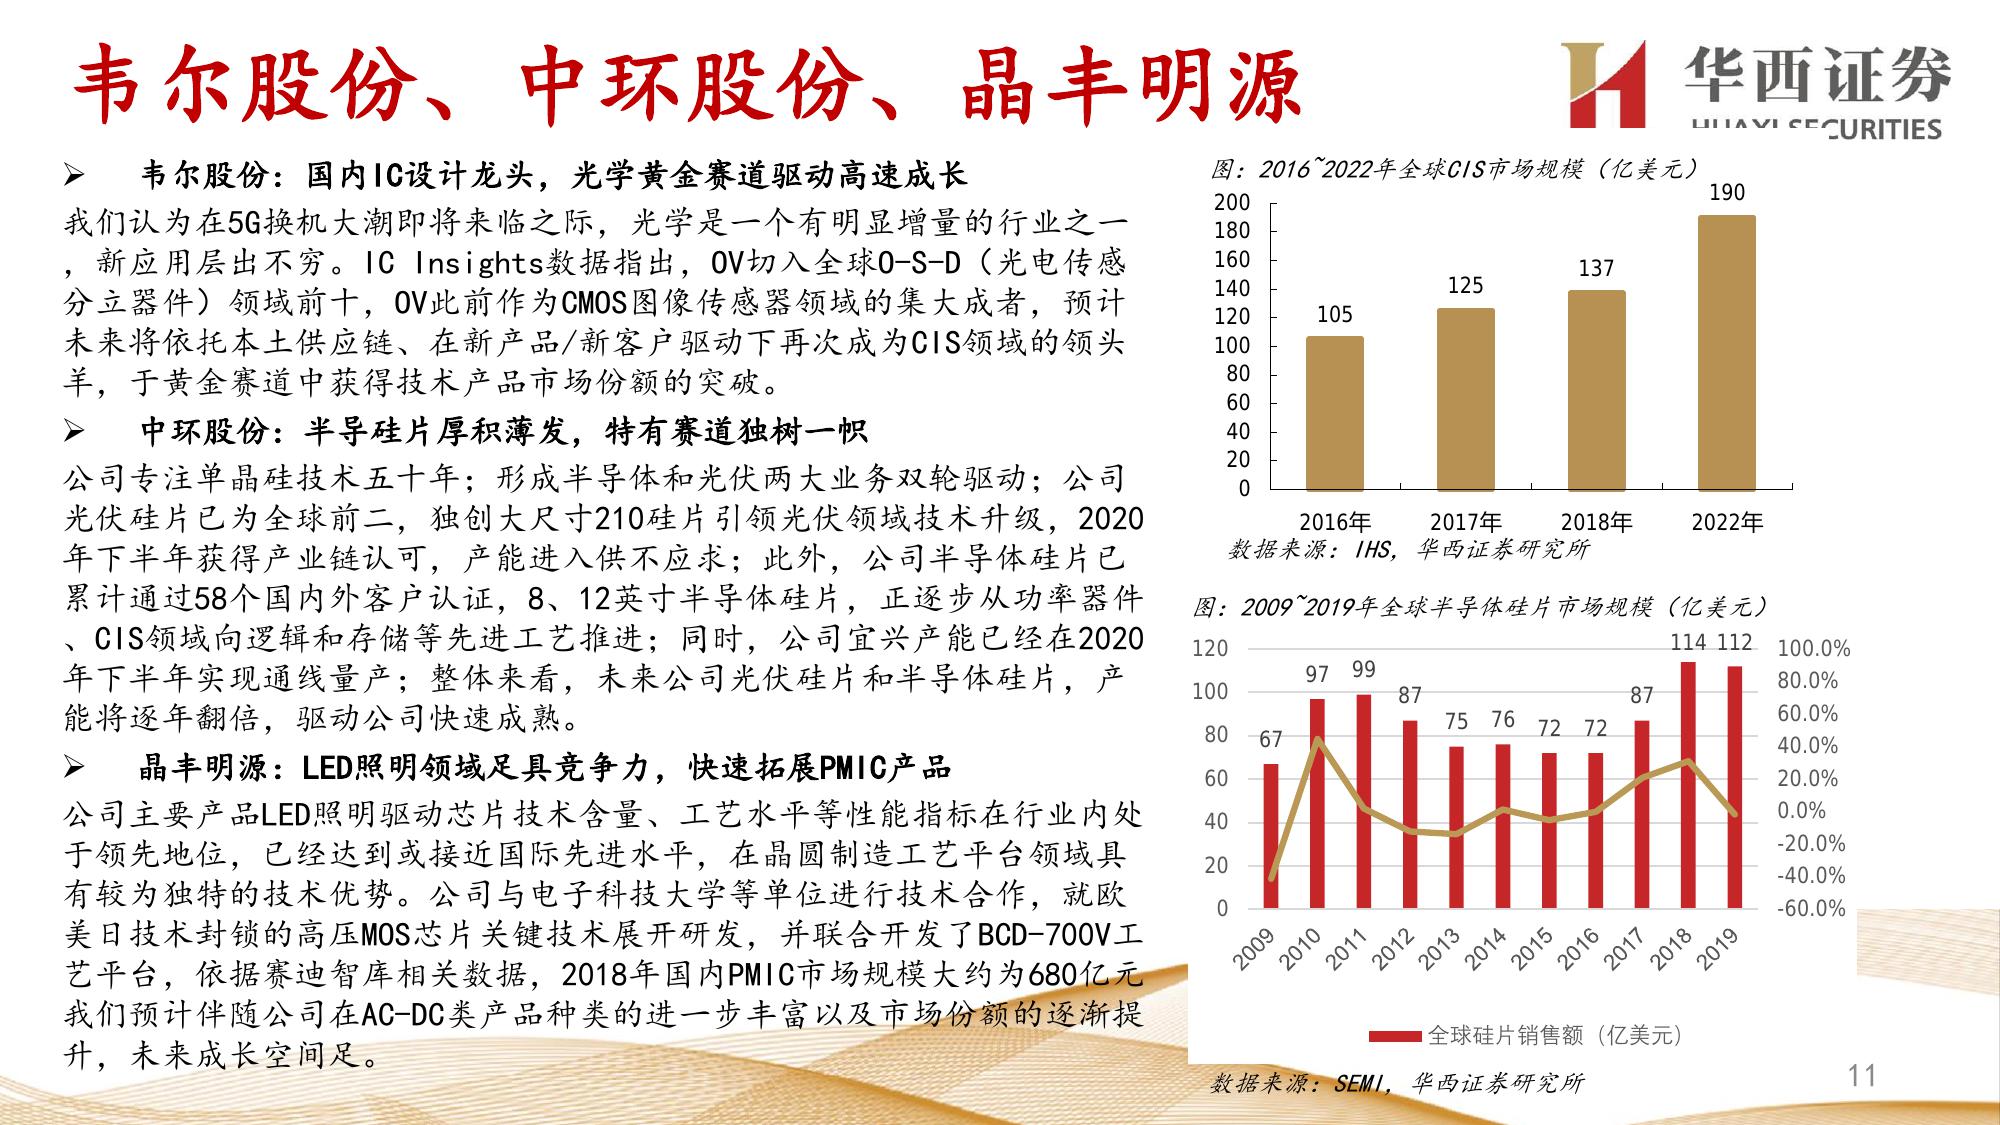 韦尔股份、中环股份、晶丰明源
华西证券
HUAXI SECURITIES
➢ 韦尔股份：国内IC设计龙头，光学黄金赛道驱动高速成长
我们认为在5G换机大潮即将来临之际，光学是一个有明显增量的行业之一
，新应用层出不穷。IC Insights数据指出，OV切入全球O-S-D（光电传感
分立器件）领域前十，OV此前作为CMOS图像传感器领域的集大成者，预计
未来将依托本土供应链、在新产品/新客户驱动下再次成为CIS领域的领头
羊，于黄金赛道中获得技术产品市场份额的突破。
➢ 中环股份：半导硅片厚积薄发，特有赛道独树一帜
公司专注单晶硅技术五十年；形成半导体和光伏两大业务双轮驱动；公司
光伏硅片已为全球前二，独创大尺寸210硅片引领光伏领域技术升级，2020
年下半年获得产业链认可，产能进入供不应求；此外，公司半导体硅片已
累计通过58个国内外客户认证，8、12英寸半导体硅片，正逐步从功率器件
、CIS领域向逻辑和存储等先进工艺推进；同时，公司宜兴产能已经在2020
年下半年实现通线量产；整体来看，未来公司光伏硅片和半导体硅片，产
能将逐年翻倍，驱动公司快速成熟。
➢ 晶丰明源：LED照明领域足具竞争力，快速拓展PMIC产品
公司主要产品LED照明驱动芯片技术含量、工艺水平等性能指标在行业内处
于领先地位，已经达到或接近国际先进水平，在晶圆制造工艺平台领域具
有较为独特的技术优势。公司与电子科技大学等单位进行技术合作，就欧
美日技术封锁的高压MOS芯片关键技术展开研发，并联合开发了BCD-700V工
艺平台，依据赛迪智库相关数据，2018年国内PMIC市场规模大约为680亿元
我们预计伴随公司在AC-DC类产品种类的进一步丰富以及市场份额的逐渐提
升，未来成长空间足。
图：2016~2022年全球CIS市场规模（亿美元）
200
180
160
140
120
100
80
60
40
20
0
105
125
137
190
2016年 2017年 2018年 2022年
数据来源：IHS, 华西证券研究所
图：2009~2019年全球半导体硅片市场规模（亿美元）
120
100
80
60
40
20
0
67 97 99 87 75 76 72 72 87 114 112
100.0%
80.0%
60.0%
40.0%
20.0%
0.0%
-20.0%
-40.0%
-60.0%
2009 2010 2011 2012 2013 2014 2015 2016 2017 2018 2019
全球硅片销售额（亿美元）
数据来源：SEMI, 华西证券研究所
11